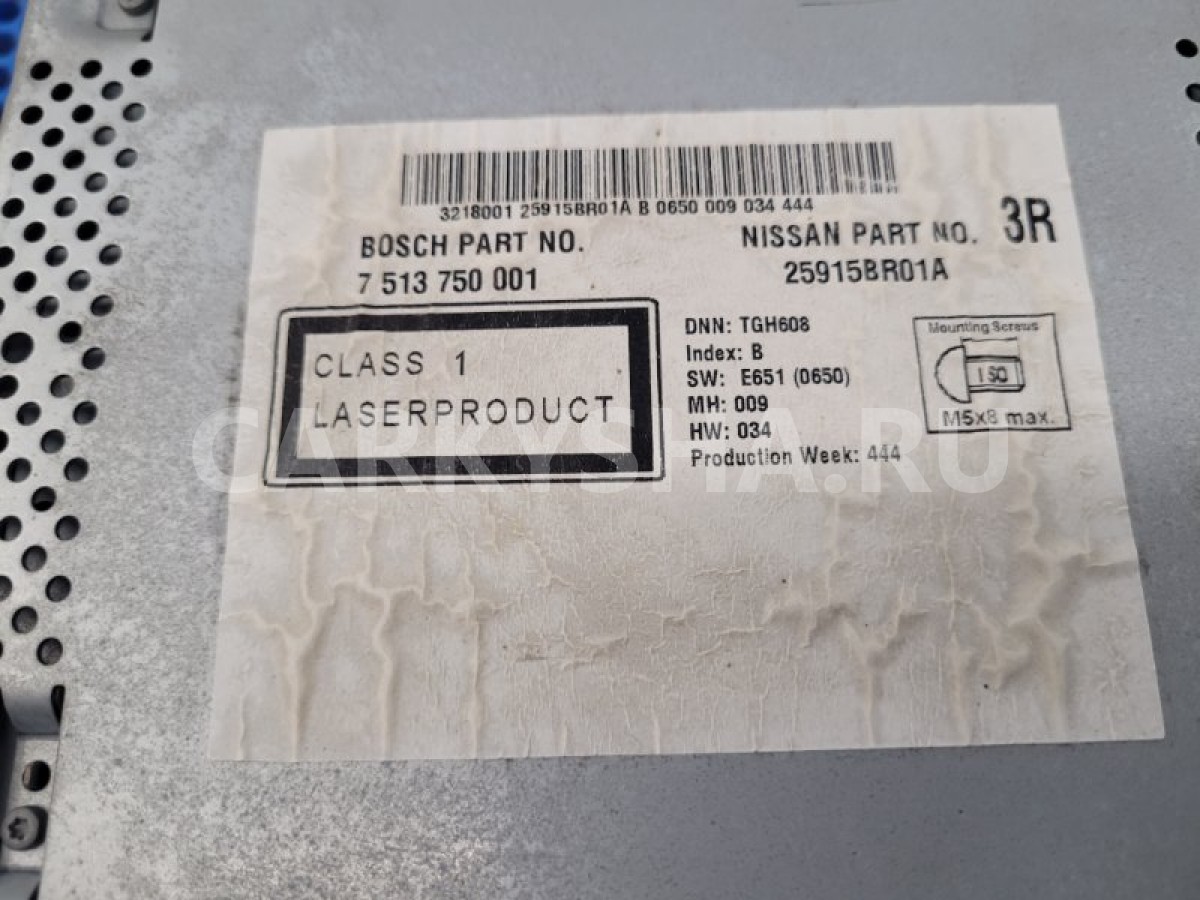 3218001 25915BR01A B 0650 009 034 444
BOSCH PART NO.
7 513 750 001
NISSAN PART NO. 3R
25915BR01A
CLASS 1
LASERPRODUCT
DNN: TGH608
Index: B
SW: E651 (0650)
MH: 009
HW: 034
Production Week: 444
Mounting Screws
ISO
M5x8 max.
CARKYSHA.RU